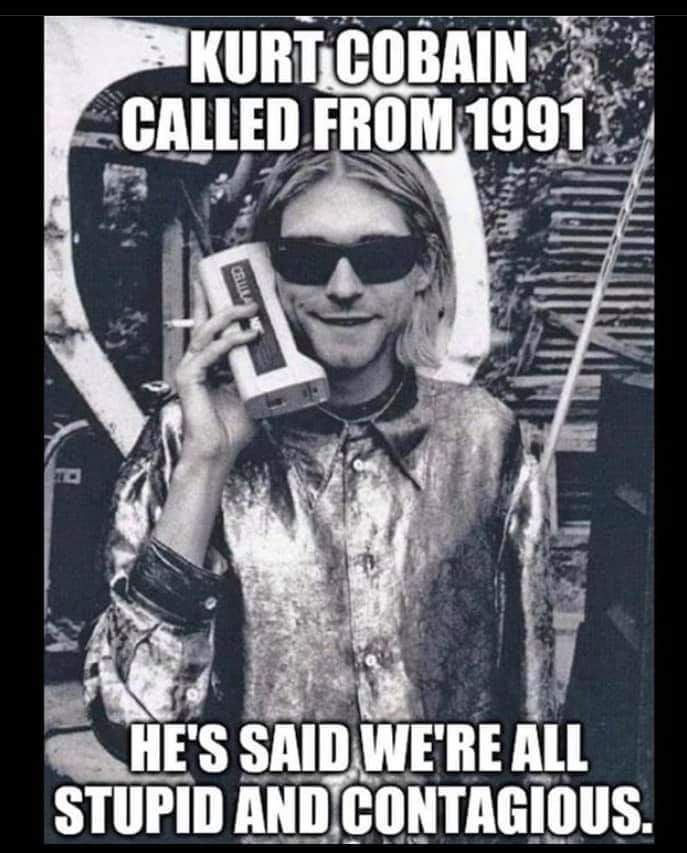 KURT COBAIN
CALLED FROM 1991
HE'S SAID WE'RE ALL
STUPID AND CONTAGIOUS.